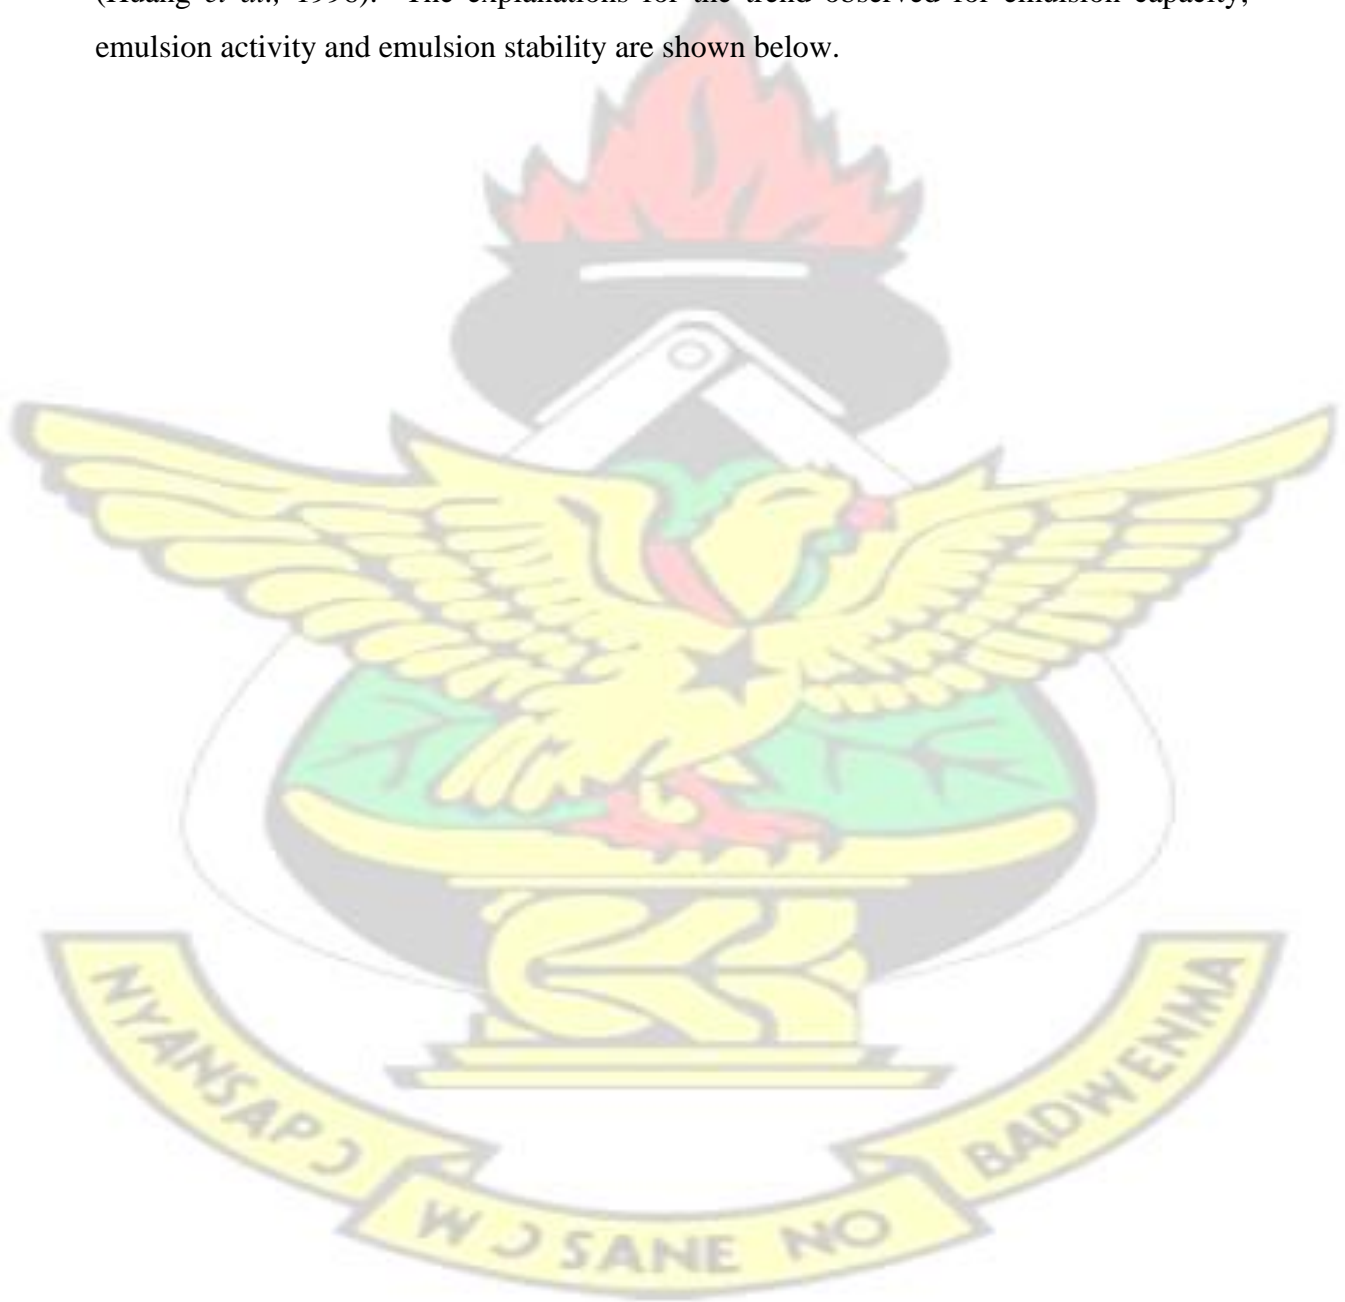 (Huang et al., 1996). The explanations for the trend observed for emulsion capacity,
emulsion activity and emulsion stability are shown below.
NYANSAPƆ
WƆSANE NO
BADWENMA